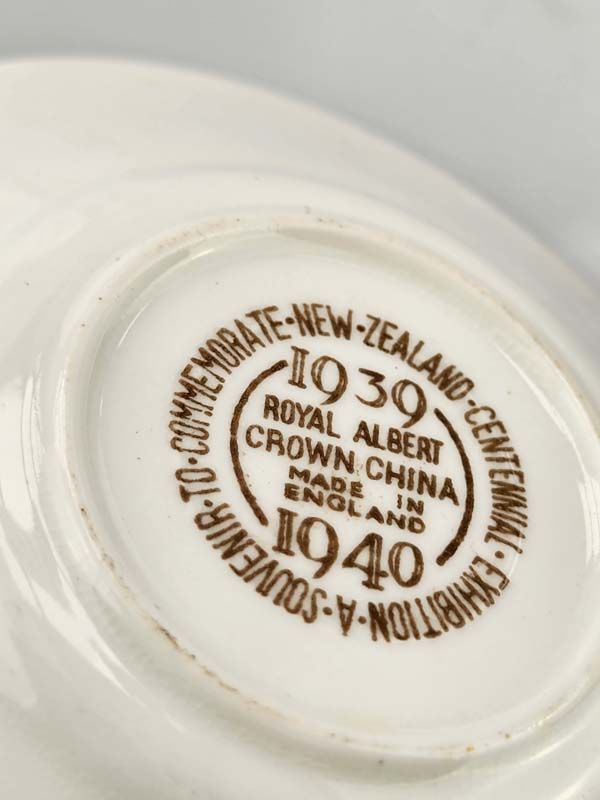 A·SOUVENIR·TO·COMMEMORATE·NEW·ZEALAND·CENTENNIAL·EXHIBITION·
1939
ROYAL ALBERT
CROWN CHINA
MADE IN
ENGLAND
1940